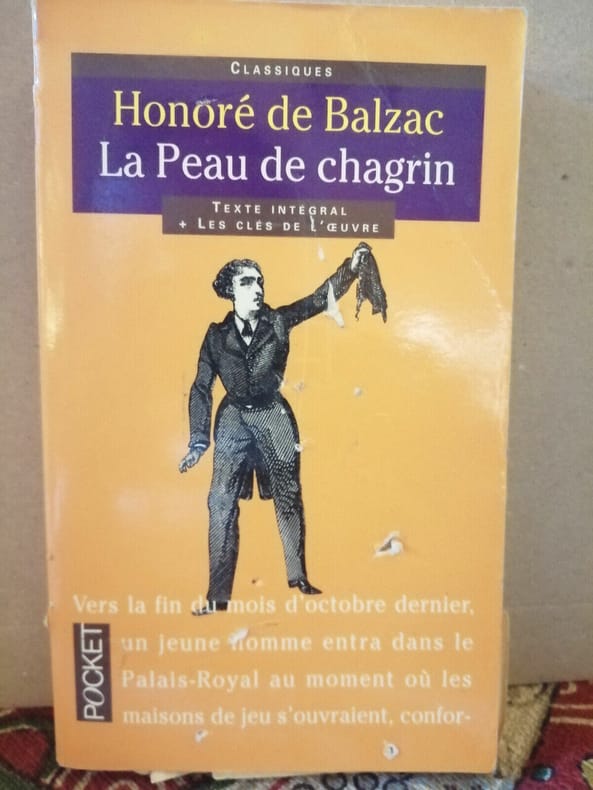 CLASSIQUES
Honoré de Balzac
La Peau de chagrin
TEXTE INTÉGRAL
+ LES CLÉS DE L'ŒUVRE
Vers la fin du mois d'octobre dernier,
un jeune homme entra dans le
Palais-Royal au moment où les
maisons de jeu s'ouvraient, confor-
POCKET